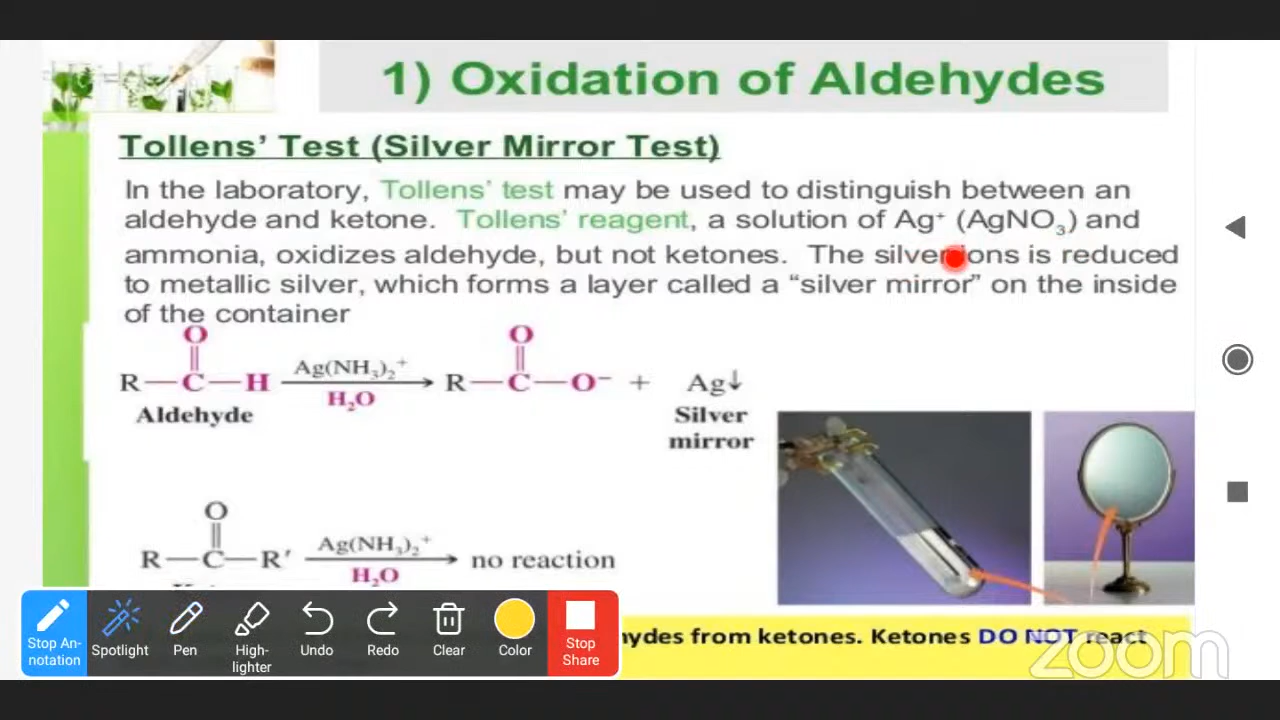 1) Oxidation of Aldehydes
Tollens' Test (Silver Mirror Test)
In the laboratory, Tollens' test may be used to distinguish between an
aldehyde and ketone. Tollens' reagent, a solution of Ag⁺ (AgNO₃) and
ammonia, oxidizes aldehyde, but not ketones. The silver ions is reduced
to metallic silver, which forms a layer called a “silver mirror” on the inside
of the container
O
R—C—H Ag(NH₃)₂⁺ H₂O R—C—O⁻ + Ag↓
O
Aldehyde
Silver
mirror
O
R—C—R′ Ag(NH₃)₂⁺ H₂O no reaction
hydes from ketones. Ketones DO NOT react
Stop An-
notation
Spotlight
Pen
High-
lighter
Undo
Redo
Clear
Color
Stop
Share
zoom